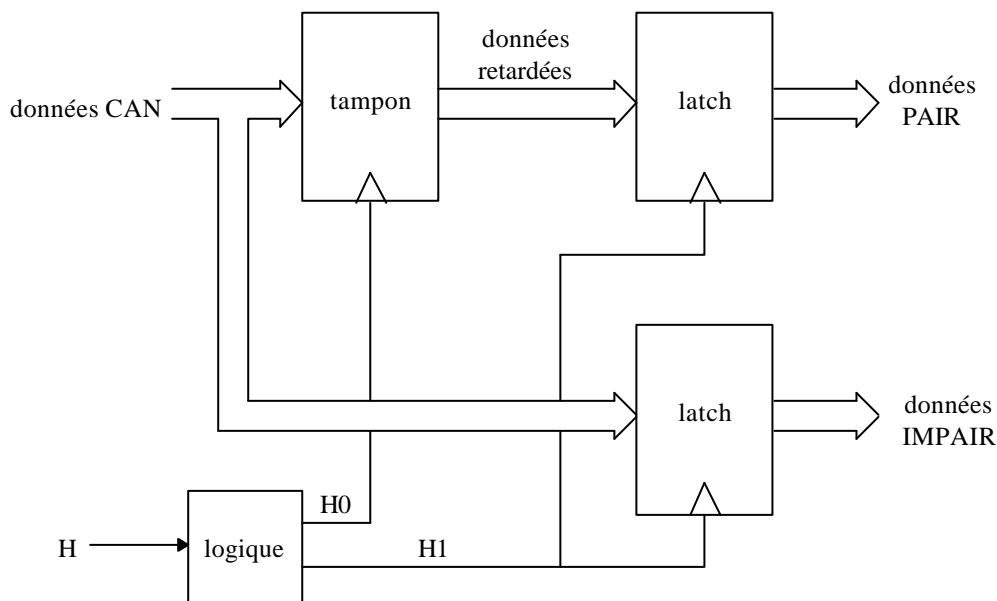 données
retardées
données CAN
tampon
latch
données
PAIR
latch
données
IMPAIR
H0
H
logique
H1